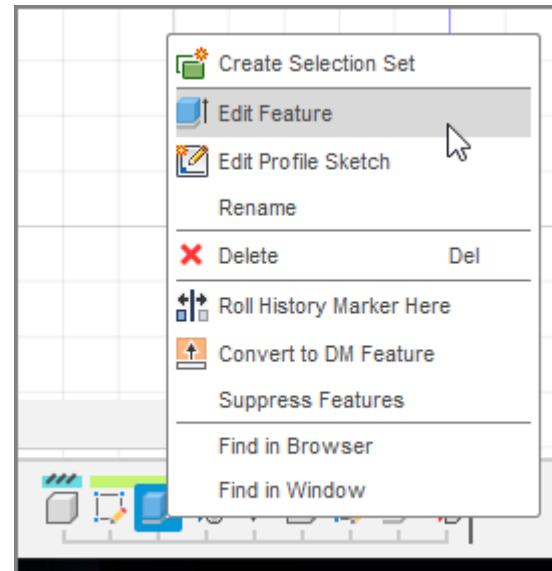 Create Selection Set
Edit Feature
Edit Profile Sketch
Rename
Delete Del
Roll History Marker Here
Convert to DM Feature
Suppress Features
Find in Browser
Find in Window